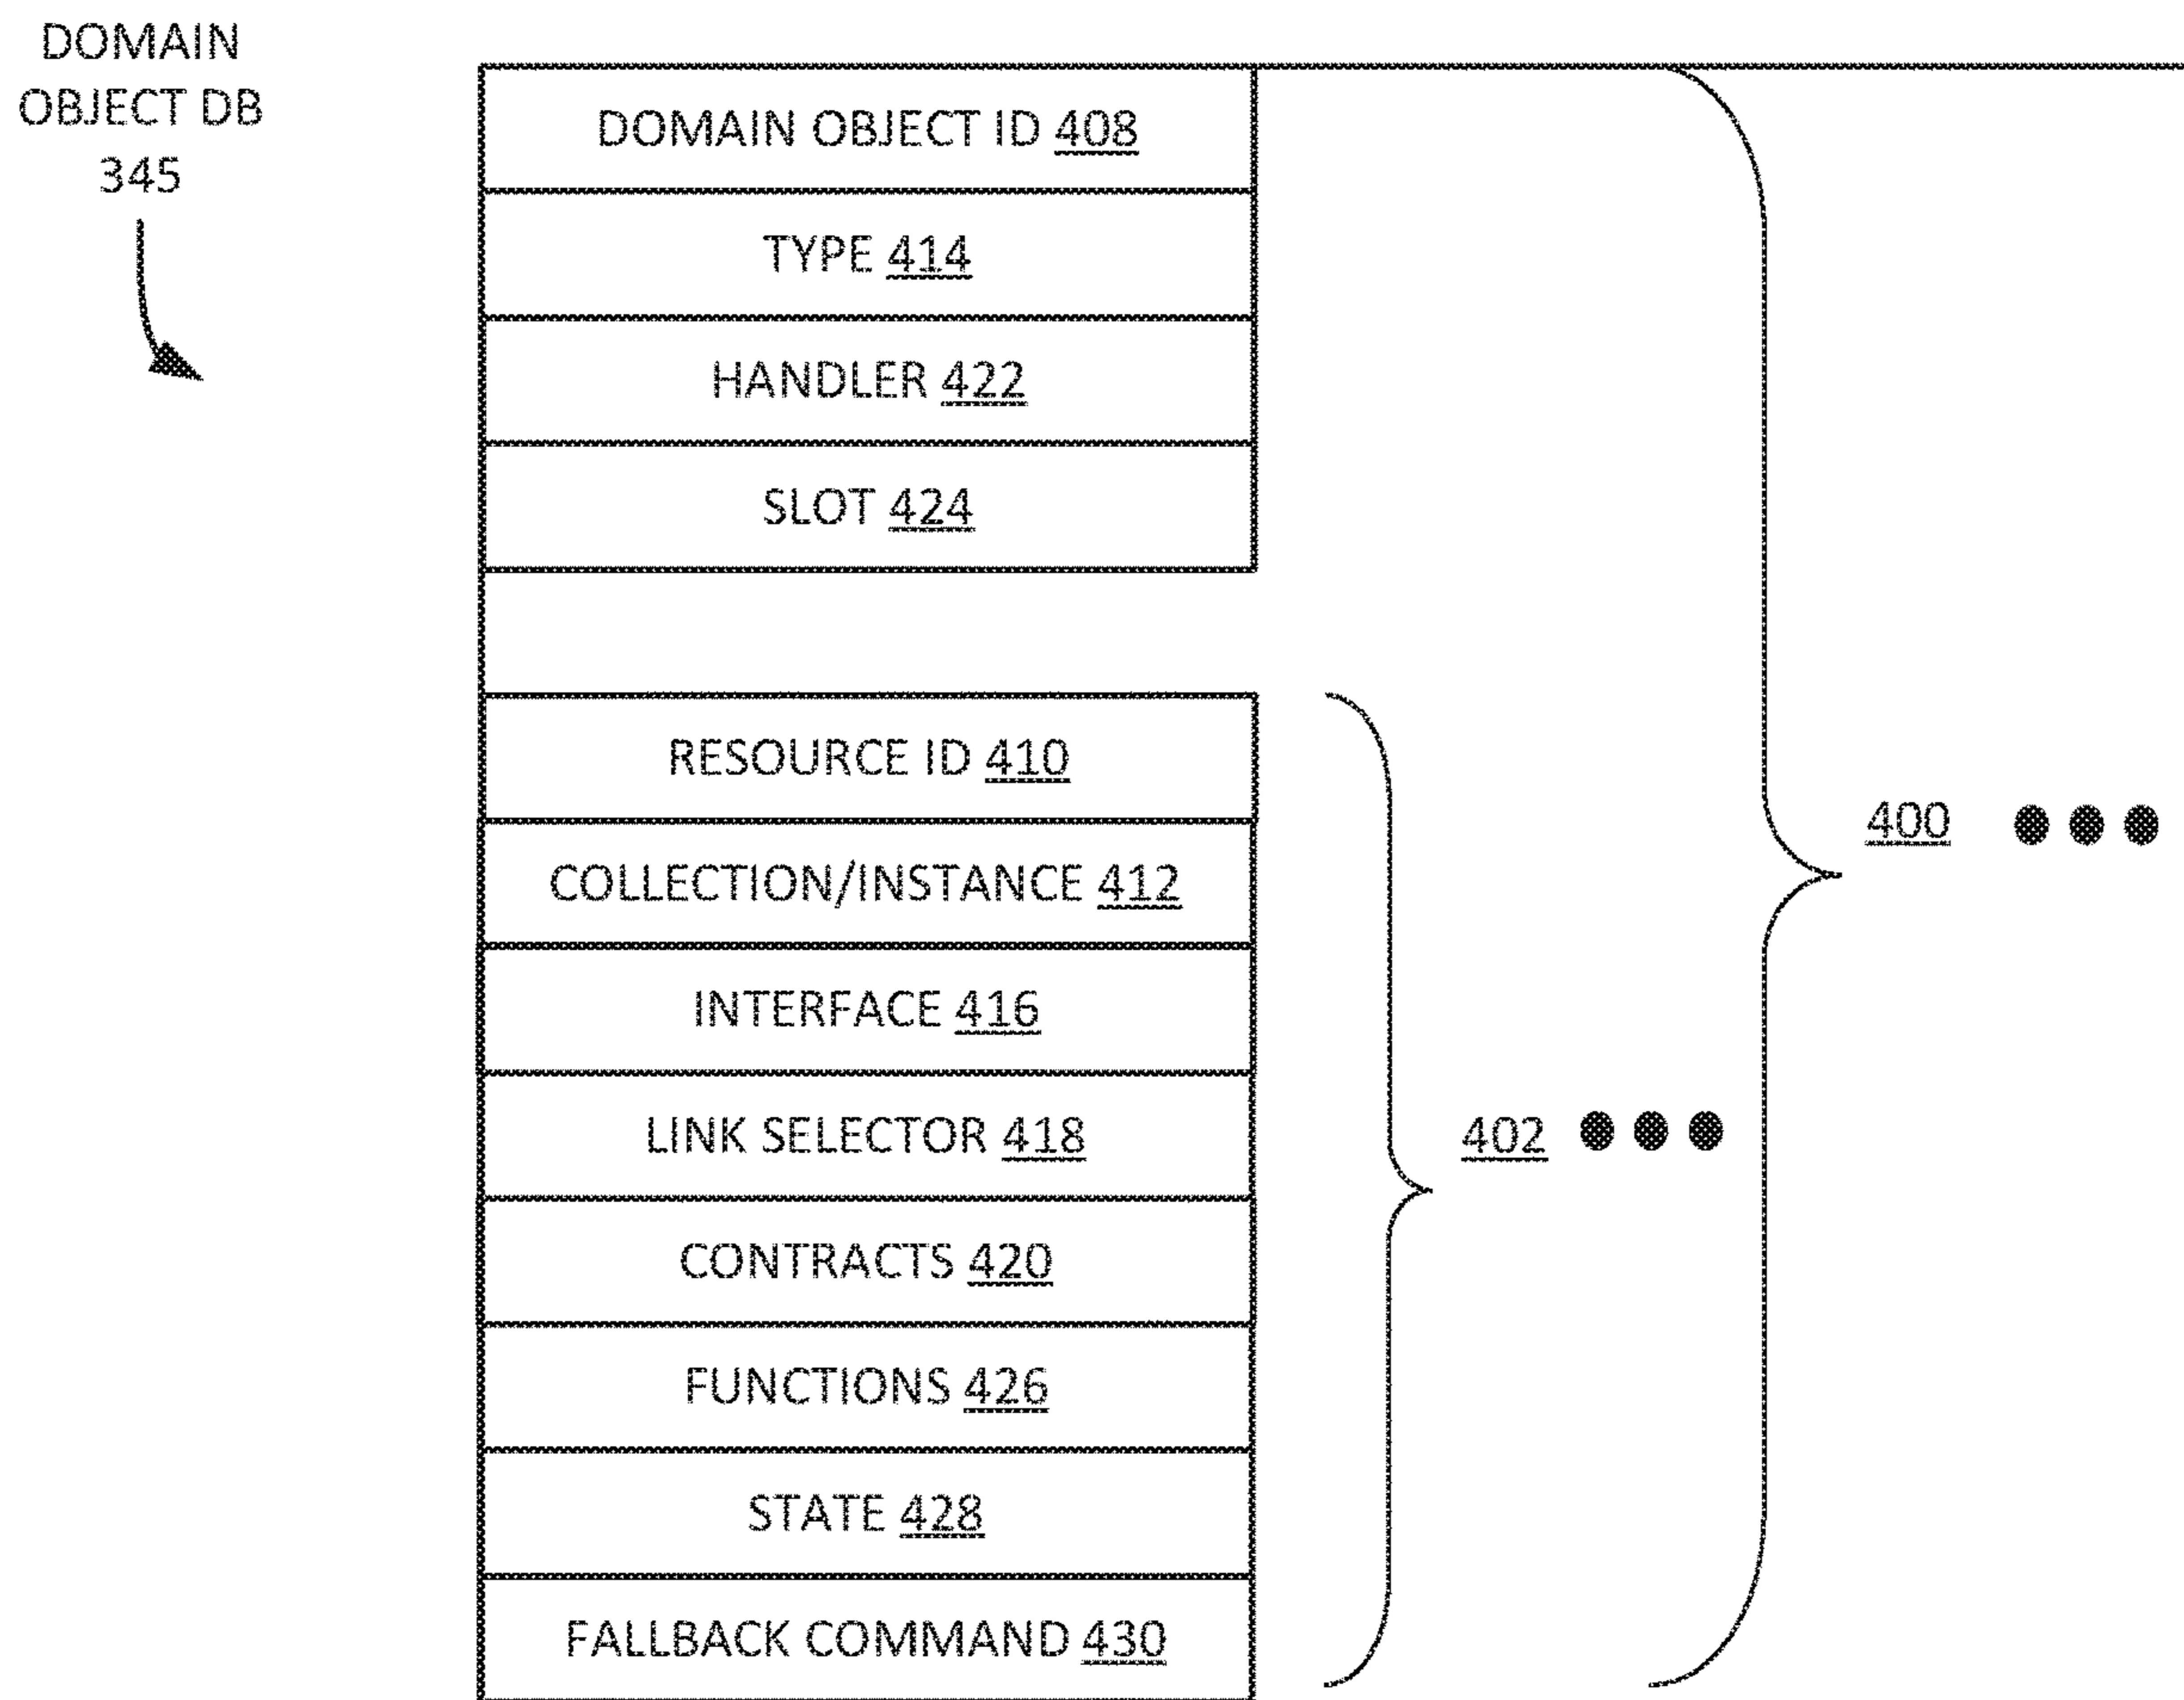 DOMAIN
OBJECT DB
345
DOMAIN OBJECT ID 408
TYPE 414
HANDLER 422
SLOT 424
RESOURCE ID 410
COLLECTION/INSTANCE 412
INTERFACE 416
LINK SELECTOR 418
CONTRACTS 420
FUNCTIONS 426
STATE 428
FALLBACK COMMAND 430
402
400